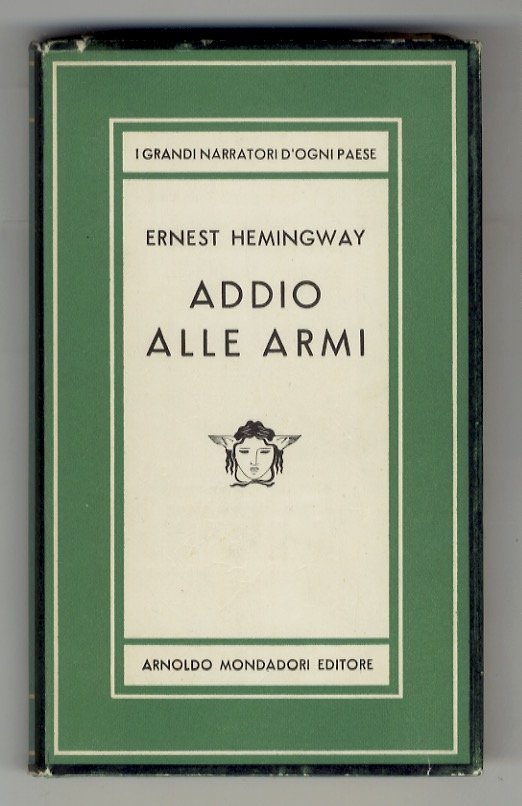 I GRANDI NARRATORI D'OGNI PAESE
ERNEST HEMINGWAY
ADDIO
ALLE ARMI
ARNOLDO MONDADORI EDITORE